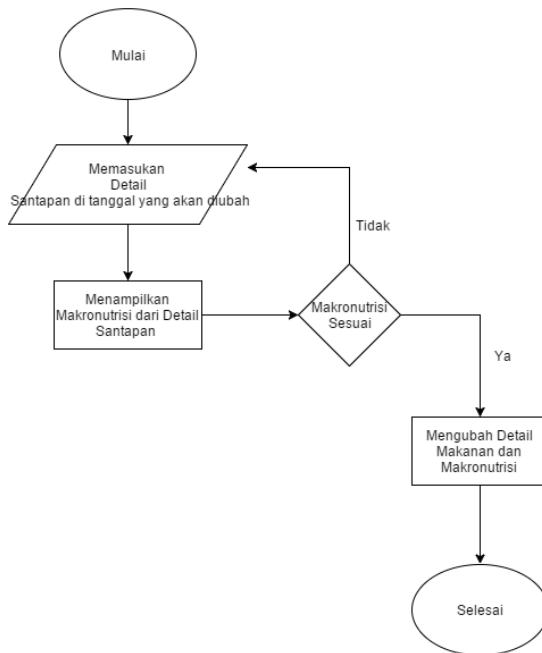 Mulai
Memasukan
Detail
Santapan di tanggal yang akan diubah
Tidak
Menampilkan
Makronutrisi dari Detail
Santapan
Makronutrisi
Sesuai
Ya
Mengubah Detail
Makanan dan
Makronutrisi
Selesai